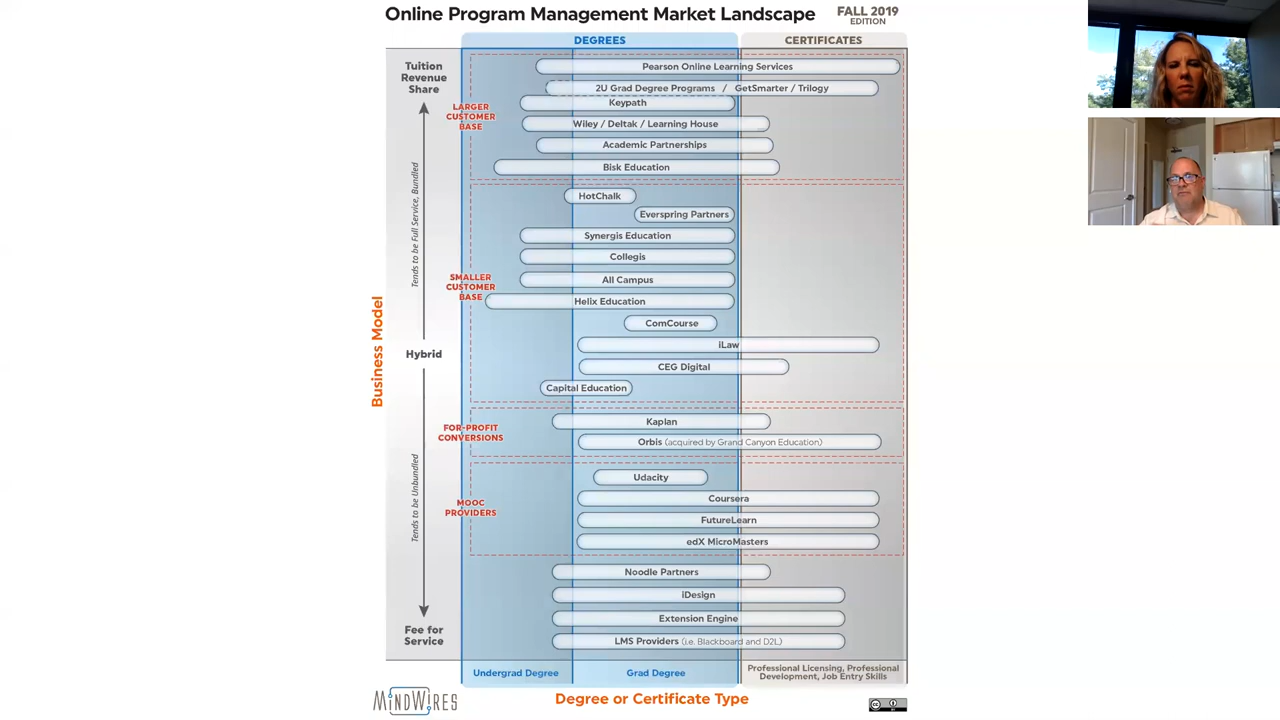 Online Program Management Market Landscape
FALL 2019
EDITION
DEGREES
CERTIFICATES
Tuition
Revenue
Share
Pearson Online Learning Services
2U Grad Degree Programs / GetSmarter / Trilogy
LARGER
CUSTOMER
BASE
Keypath
Wiley / Deltak / Learning House
Academic Partnerships
Bisk Education
Tends to be Full Service, Bundled
HotChalk
Everspring Partners
Synergis Education
Collegis
SMALLER
CUSTOMER
BASE
All Campus
Helix Education
ComCourse
Business Model
Hybrid
iLaw
CEG Digital
Capital Education
FOR-PROFIT
CONVERSIONS
Kaplan
Orbis (acquired by Grand Canyon Education)
Tends to be Unbundled
MOOC
PROVIDERS
Udacity
Coursera
FutureLearn
edX MicroMasters
Noodle Partners
iDesign
Extension Engine
Fee for
Service
LMS Providers (i.e. Blackboard and D2L)
Undergrad Degree
Grad Degree
Professional Licensing, Professional
Development, Job Entry Skills
MINDWIRES
Degree or Certificate Type